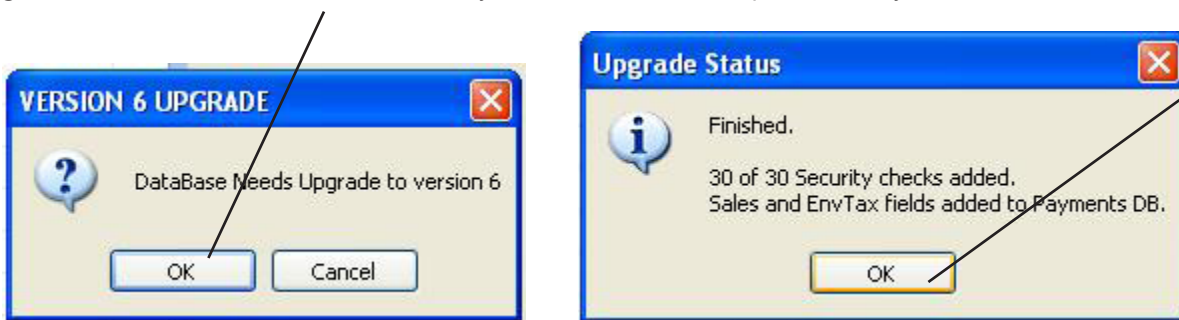 VERSION 6 UPGRADE
DataBase Needs Upgrade to version 6
OK
Cancel
Upgrade Status
Finished.
30 of 30 Security checks added.
Sales and EnvTax fields added to Payments DB.
OK